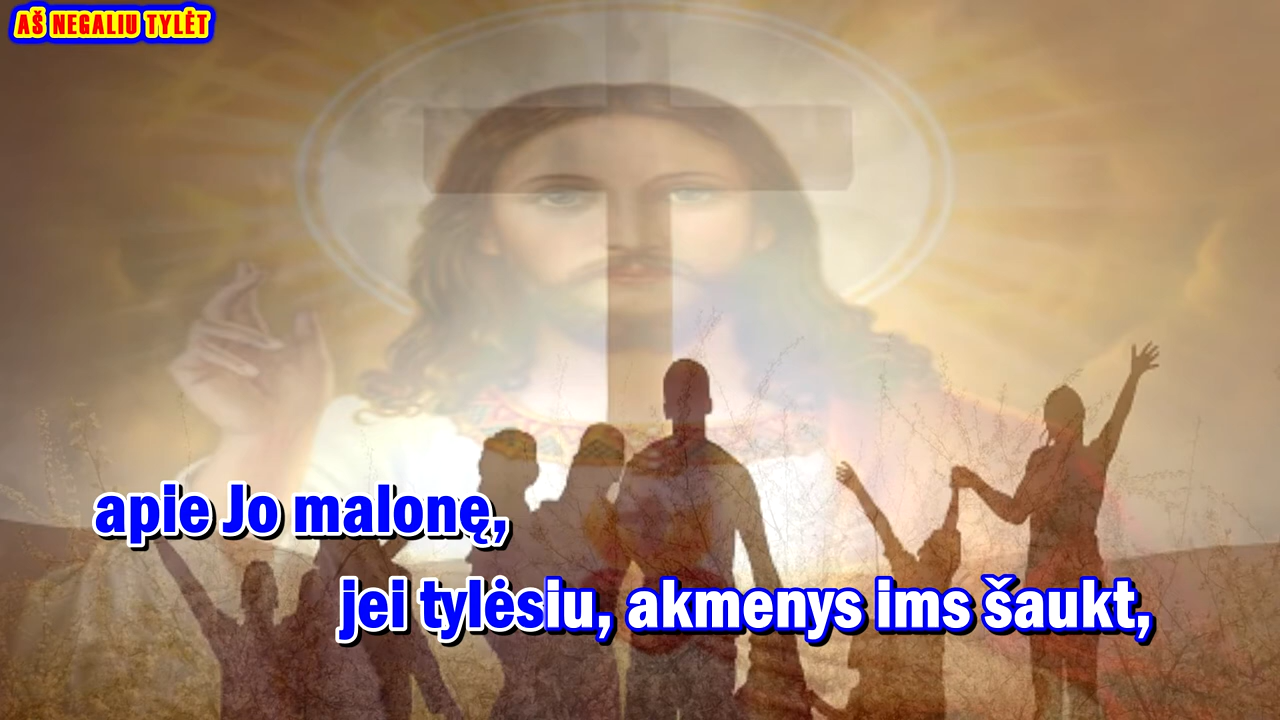 AŠ NEGALIU TYLĖT
apie Jo malonę,
jei tylėsiu, akmenys ims šaukt,